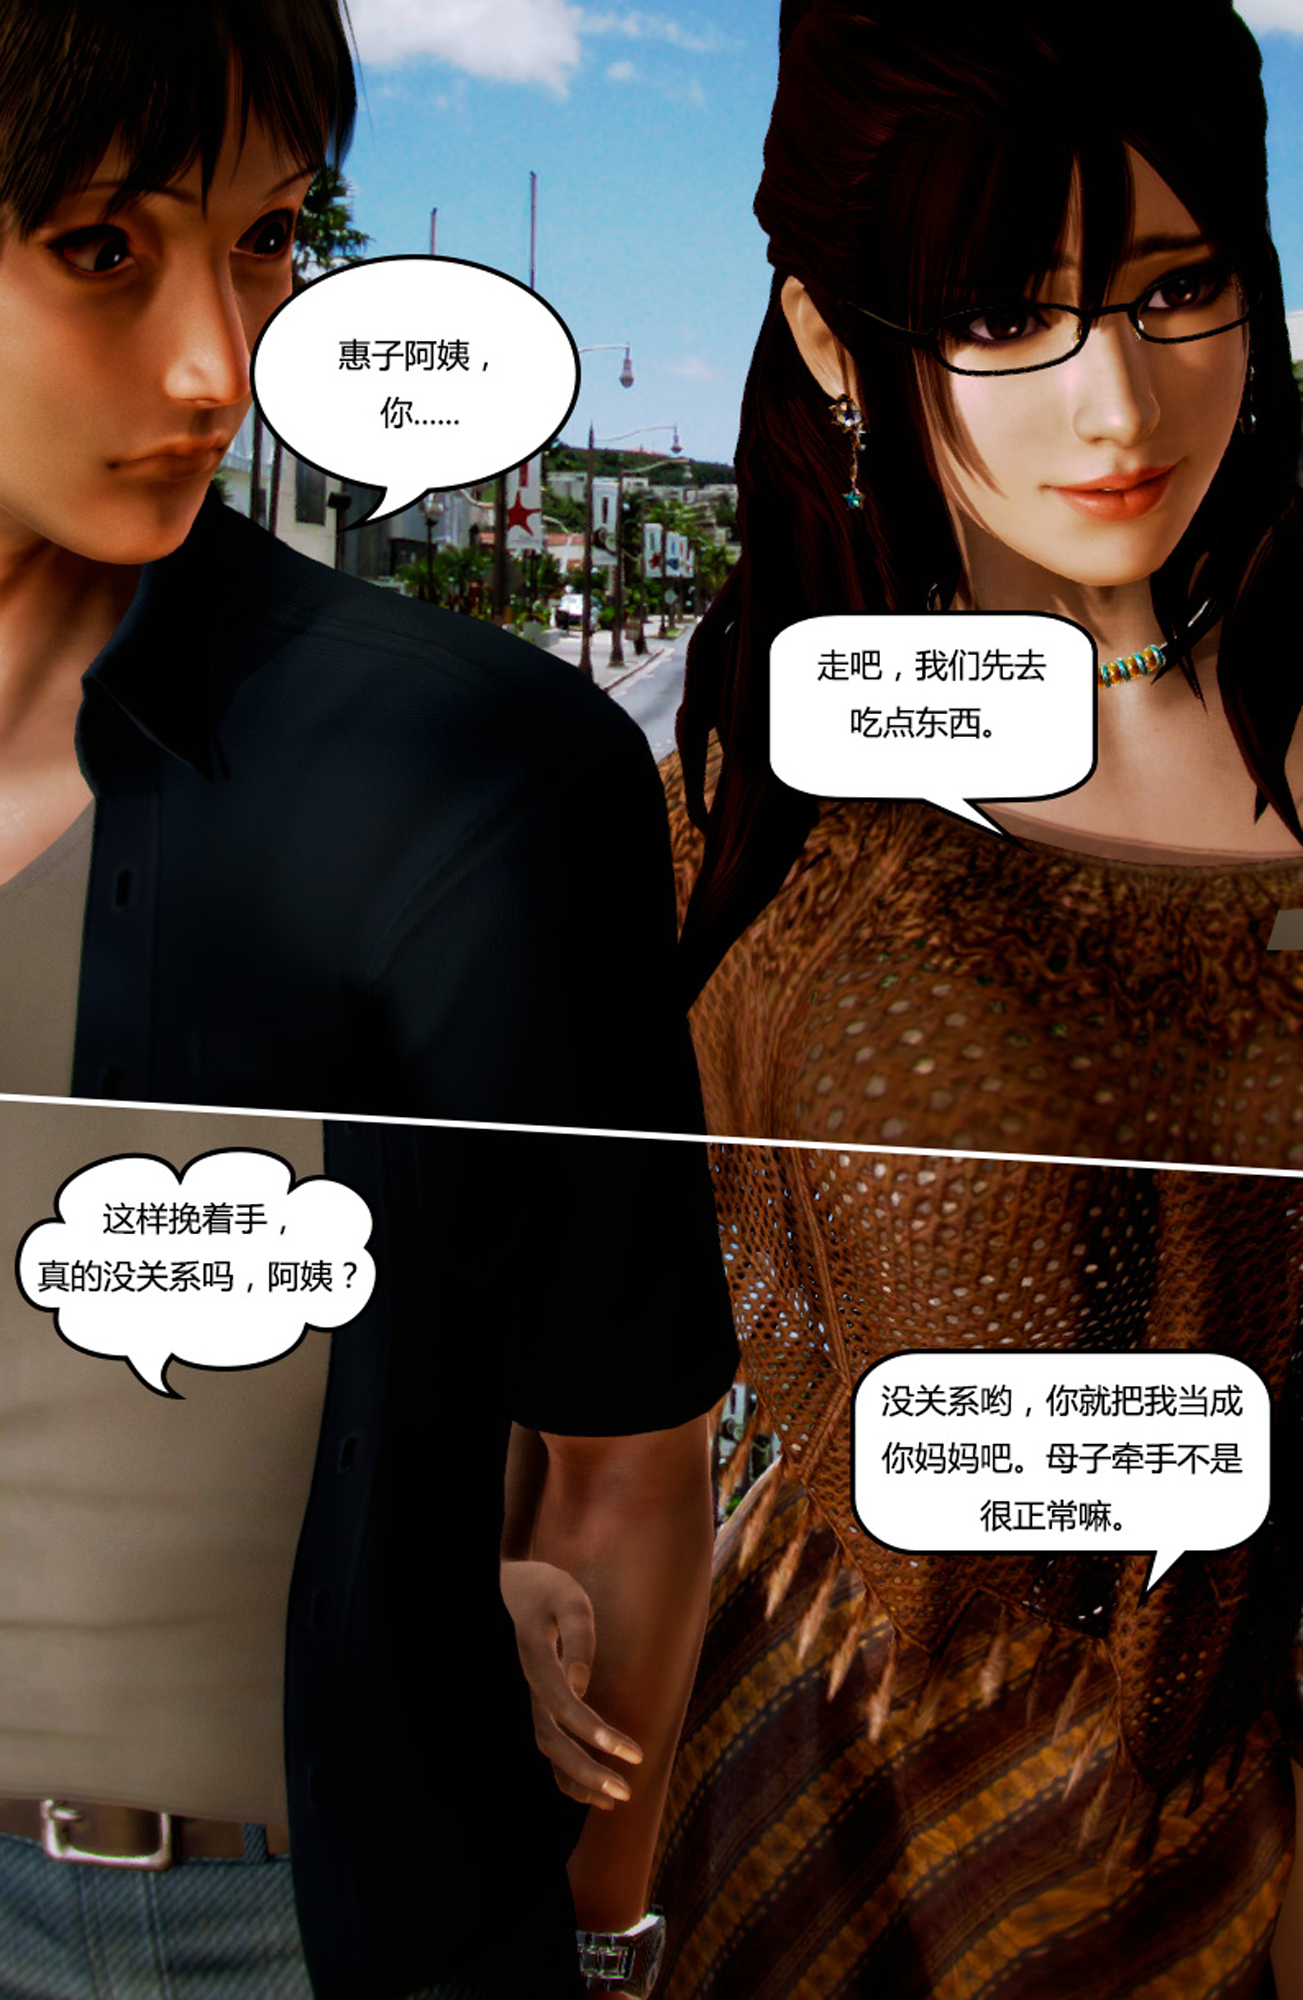 惠子阿姨，
你……
走吧，我们先去
吃点东西。
这样挽着手，
真的没关系吗，阿姨？
没关系哟，你就把我当成
你妈妈吧。母子牵手不是
很正常嘛。